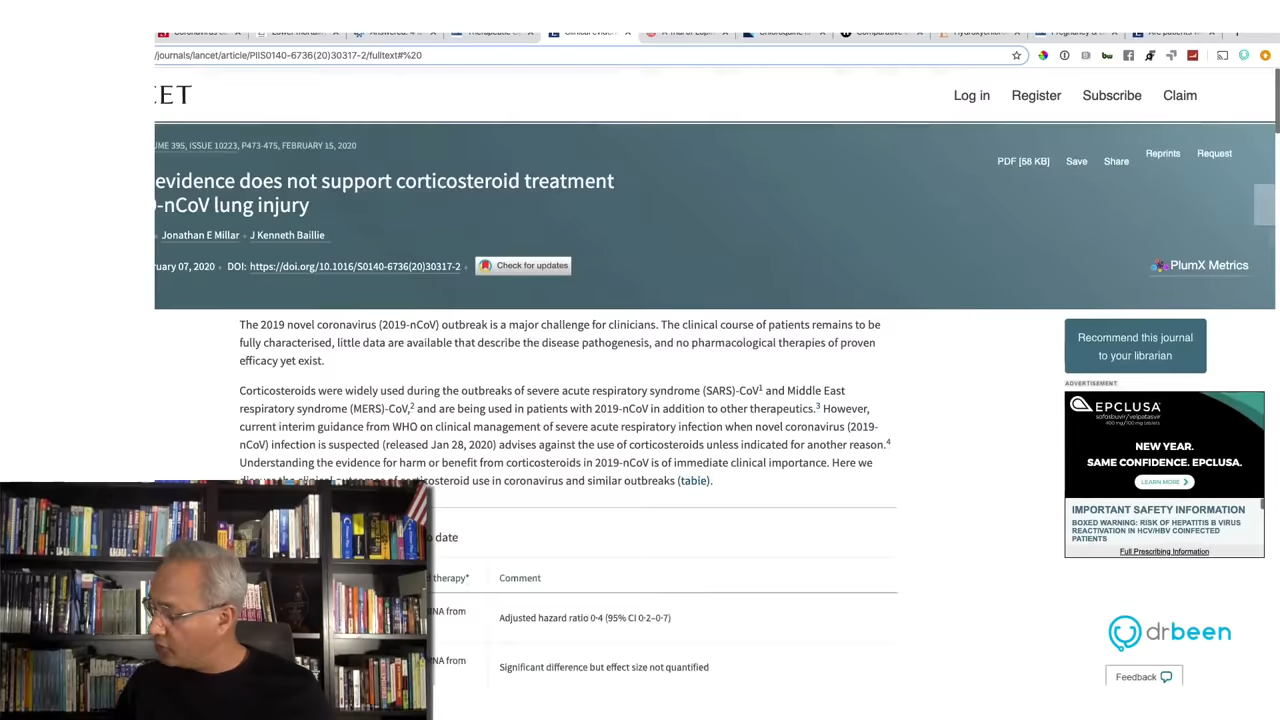 /journals/lancet/article/PIIS0140-6736(20)30317-2/fulltext#%20
CET
Log in Register Subscribe Claim
UME 395, ISSUE 10223, P473-475, FEBRUARY 15, 2020
PDF [58 KB] Save Share Reprints Request
evidence does not support corticosteroid treatment
-nCoV lung injury
Jonathan E Millar • J Kenneth Baillie
ruary 07, 2020 • DOI: https://doi.org/10.1016/S0140-6736(20)30317-2 •
Check for updates
PlumX Metrics
The 2019 novel coronavirus (2019-nCoV) outbreak is a major challenge for clinicians. The clinical course of patients remains to be
fully characterised, little data are available that describe the disease pathogenesis, and no pharmacological therapies of proven
efficacy yet exist.
Corticosteroids were widely used during the outbreaks of severe acute respiratory syndrome (SARS)-CoV1 and Middle East
respiratory syndrome (MERS)-CoV,2 and are being used in patients with 2019-nCoV in addition to other therapeutics.3 However,
current interim guidance from WHO on clinical management of severe acute respiratory infection when novel coronavirus (2019-
nCoV) infection is suspected (released Jan 28, 2020) advises against the use of corticosteroids unless indicated for another reason.4
Understanding the evidence for harm or benefit from corticosteroids in 2019-nCoV is of immediate clinical importance. Here we
of corticosteroid use in coronavirus and similar outbreaks (table).
o date
therapy* Comment
NA from Adjusted hazard ratio 0·4 (95% CI 0·2–0·7)
NA from Significant difference but effect size not quantified
Recommend this journal
to your librarian
ADVERTISEMENT
EPCLUSA
sofosbuvir/velpatasvir
400 mg/100 mg tablets
NEW YEAR.
SAME CONFIDENCE. EPCLUSA.
LEARN MORE
IMPORTANT SAFETY INFORMATION
BOXED WARNING: RISK OF HEPATITIS B VIRUS
REACTIVATION IN HCV/HBV COINFECTED
PATIENTS
Full Prescribing Information
drbeen
Feedback